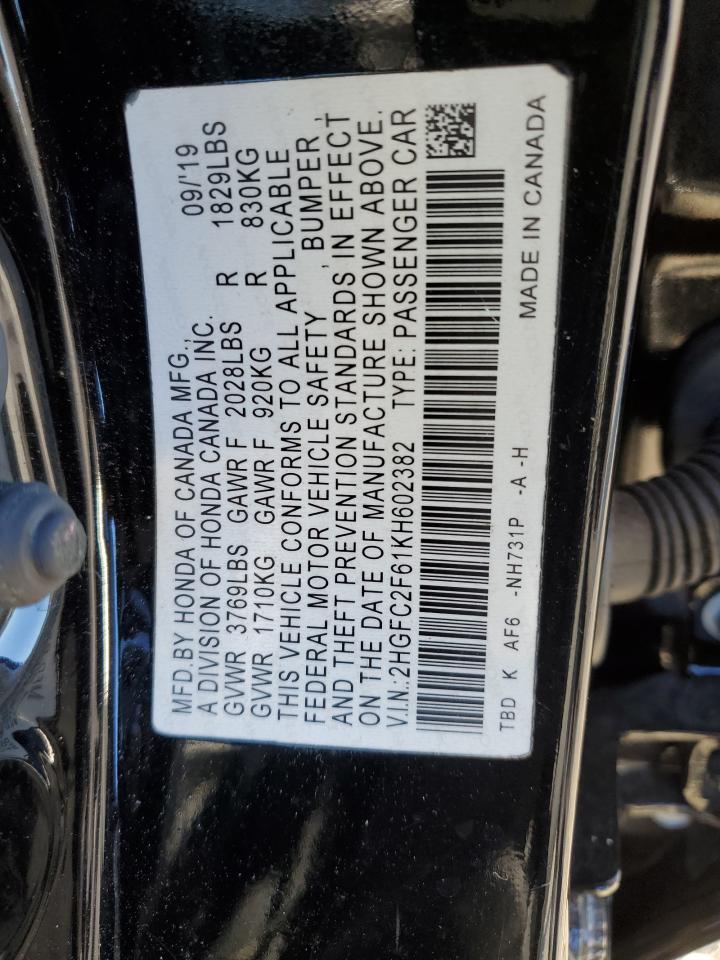 MFD.BY HONDA OF CANADA MFG., 09/'19
A DIVISION OF HONDA CANADA INC.
GVWR 3769LBS GAWR F 2028LBS R 1829LBS
GVWR 1710KG GAWR F 920KG R 830KG
THIS VEHICLE CONFORMS TO ALL APPLICABLE
FEDERAL MOTOR VEHICLE SAFETY , BUMPER ,
AND THEFT PREVENTION STANDARDS, IN EFFECT
ON THE DATE OF MANUFACTURE SHOWN ABOVE.
V.I.N.:2HGFC2F61KH602382 TYPE: PASSENGER CAR
TBD K AF6 -NH731P -A -H MADE IN CANADA